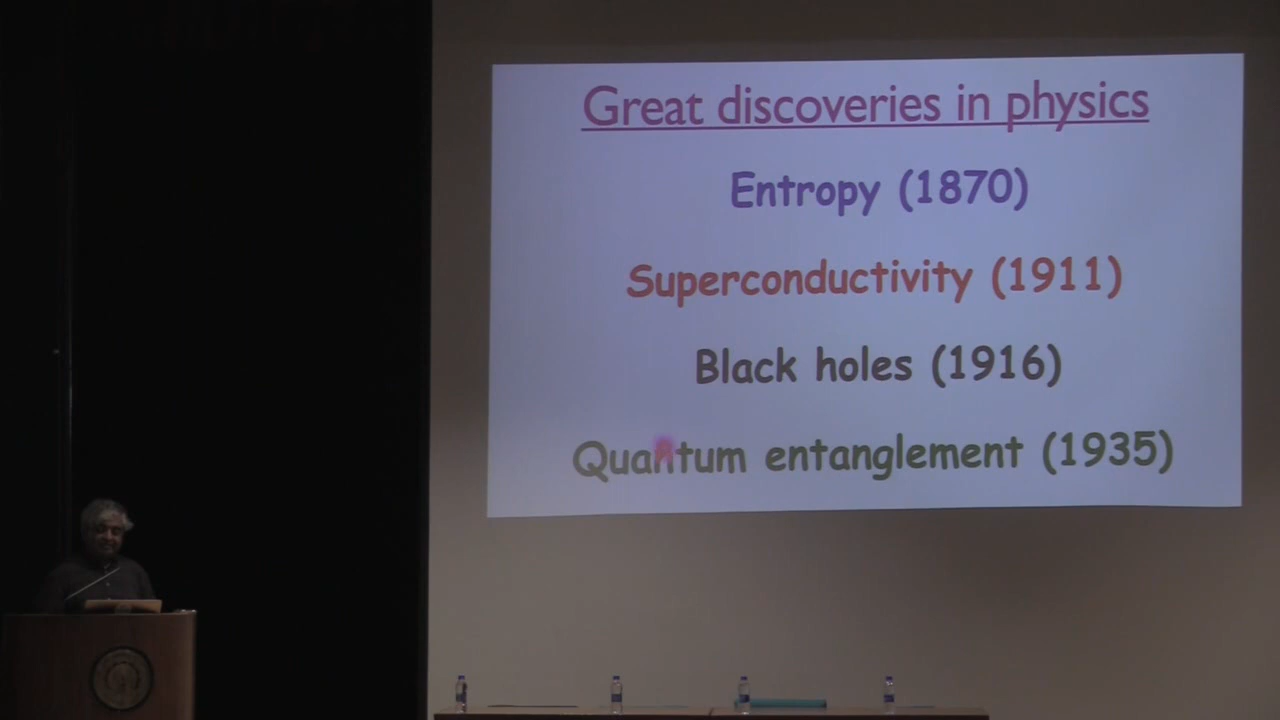 Great discoveries in physics
Entropy (1870)
Superconductivity (1911)
Black holes (1916)
Quantum entanglement (1935)